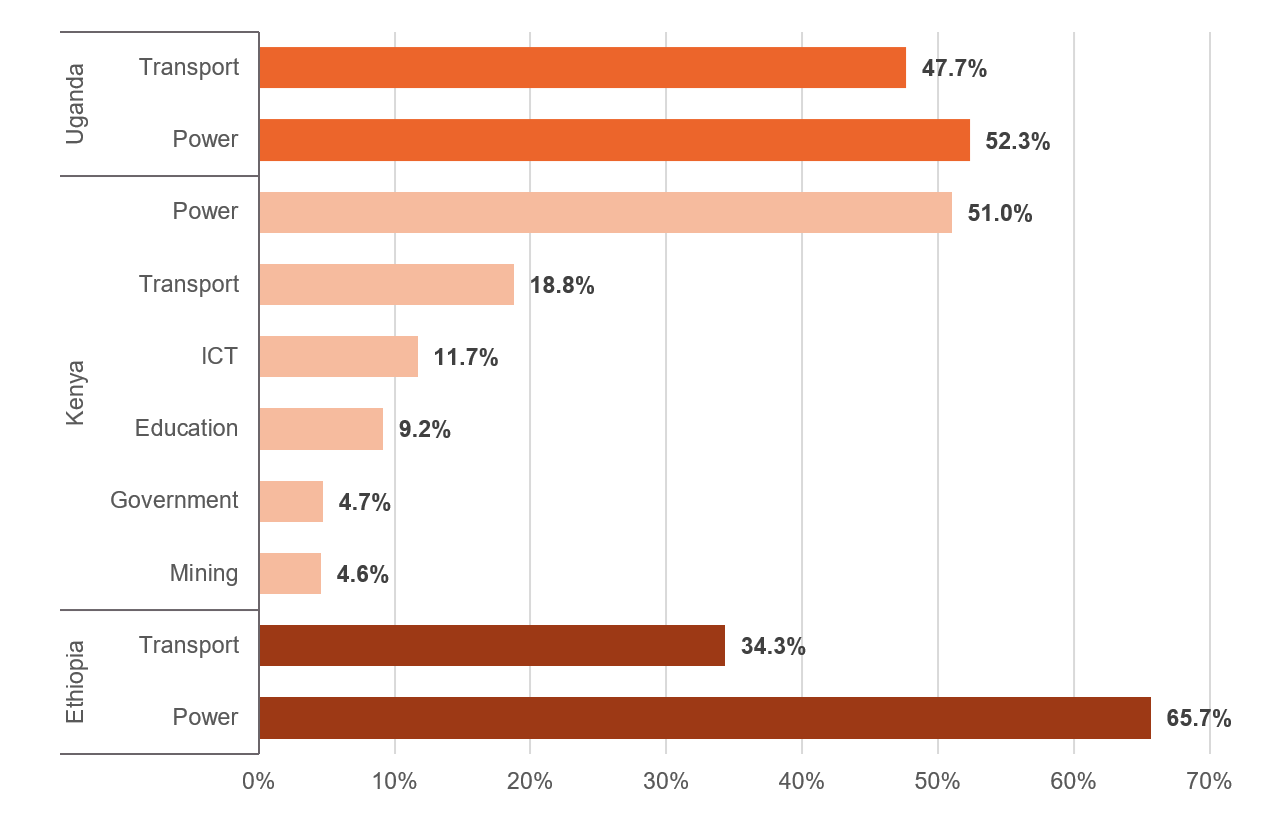 Uganda
Transport 47.7%
Power 52.3%
Kenya
Power 51.0%
Transport 18.8%
ICT 11.7%
Education 9.2%
Government 4.7%
Mining 4.6%
Ethiopia
Transport 34.3%
Power 65.7%
0% 10% 20% 30% 40% 50% 60% 70%